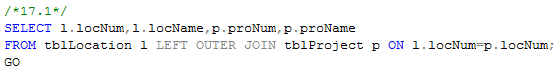 /*17.1*/
SELECT l.locNum,l.locName,p.proNum,p.proName
FROM tblLocation l LEFT OUTER JOIN tblProject p ON l.locNum=p.locNum;
GO